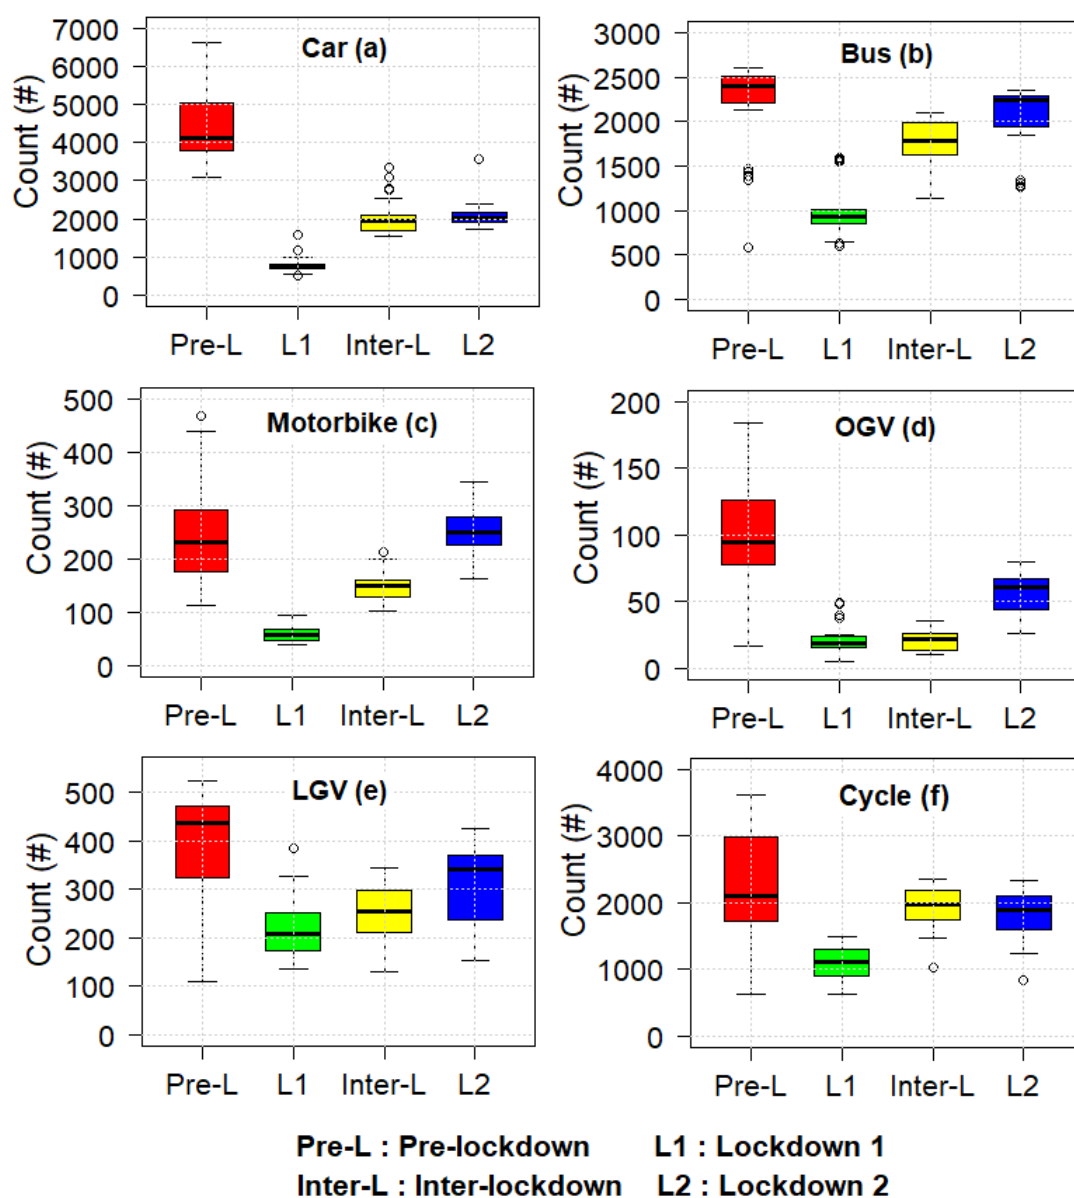 Car (a)
Count (#)
7000
6000
5000
4000
3000
2000
1000
0
Pre-L L1 Inter-L L2
Bus (b)
Count (#)
3000
2500
2000
1500
1000
500
0
Pre-L L1 Inter-L L2
Motorbike (c)
Count (#)
500
400
300
200
100
0
Pre-L L1 Inter-L L2
OGV (d)
Count (#)
200
150
100
50
0
Pre-L L1 Inter-L L2
LGV (e)
Count (#)
500
400
300
200
100
0
Pre-L L1 Inter-L L2
Cycle (f)
Count (#)
4000
3000
2000
1000
0
Pre-L L1 Inter-L L2
Pre-L : Pre-lockdown L1 : Lockdown 1
Inter-L : Inter-lockdown L2 : Lockdown 2